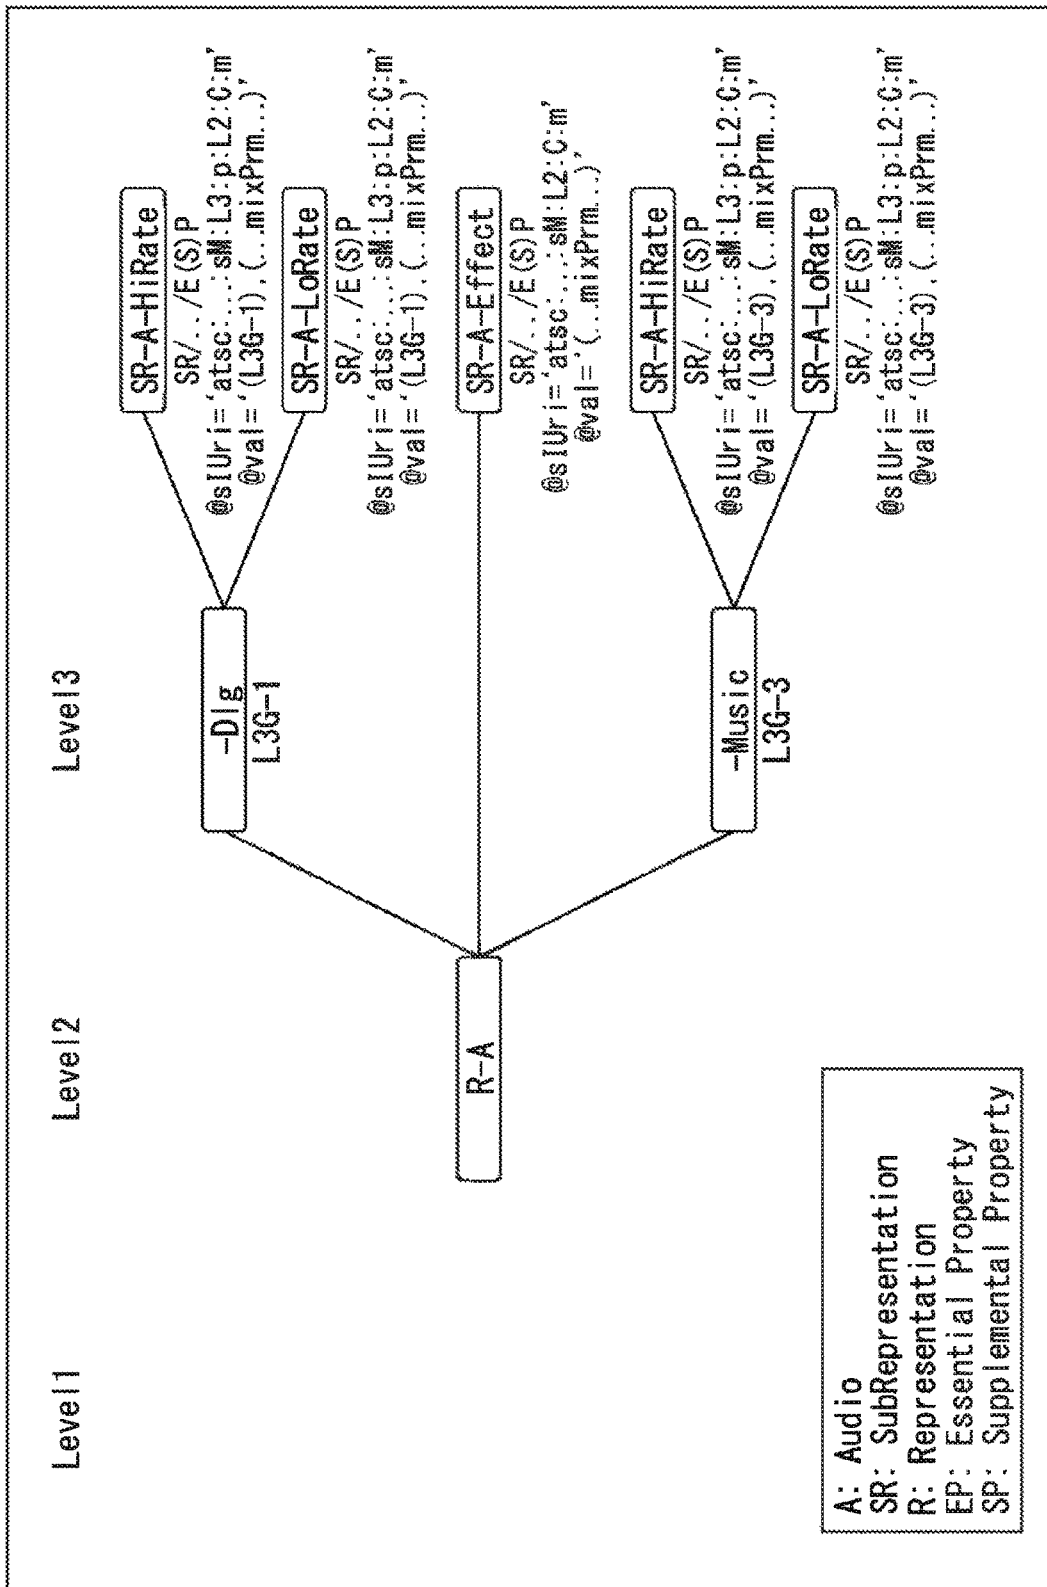 Level1
Level2
Level3
R-A
-Dlg
L3G-1
SR-A-HiRate
SR/../E(S)P
@sIUri='atsc:...:sM:L3:p:L2:C:m'
@val='(L3G-1),(...mixPrm...)'
SR-A-LoRate
SR/../E(S)P
@sIUri='atsc:...:sM:L3:p:L2:C:m'
@val='(L3G-1),(...mixPrm...)'
SR-A-Effect
SR/../E(S)P
@sIUri='atsc:...:sM:L2:C:m'
@val='(...mixPrm...)'
-Music
L3G-3
SR-A-HiRate
SR/../E(S)P
@sIUri='atsc:...:sM:L3:p:L2:C:m'
@val='(L3G-3),(...mixPrm...)'
SR-A-LoRate
SR/../E(S)P
@sIUri='atsc:...:sM:L3:p:L2:C:m'
@val='(L3G-3),(...mixPrm...)'
A: Audio
SR: SubRepresentation
R: Representation
EP: Essential Property
SP: Supplemental Property